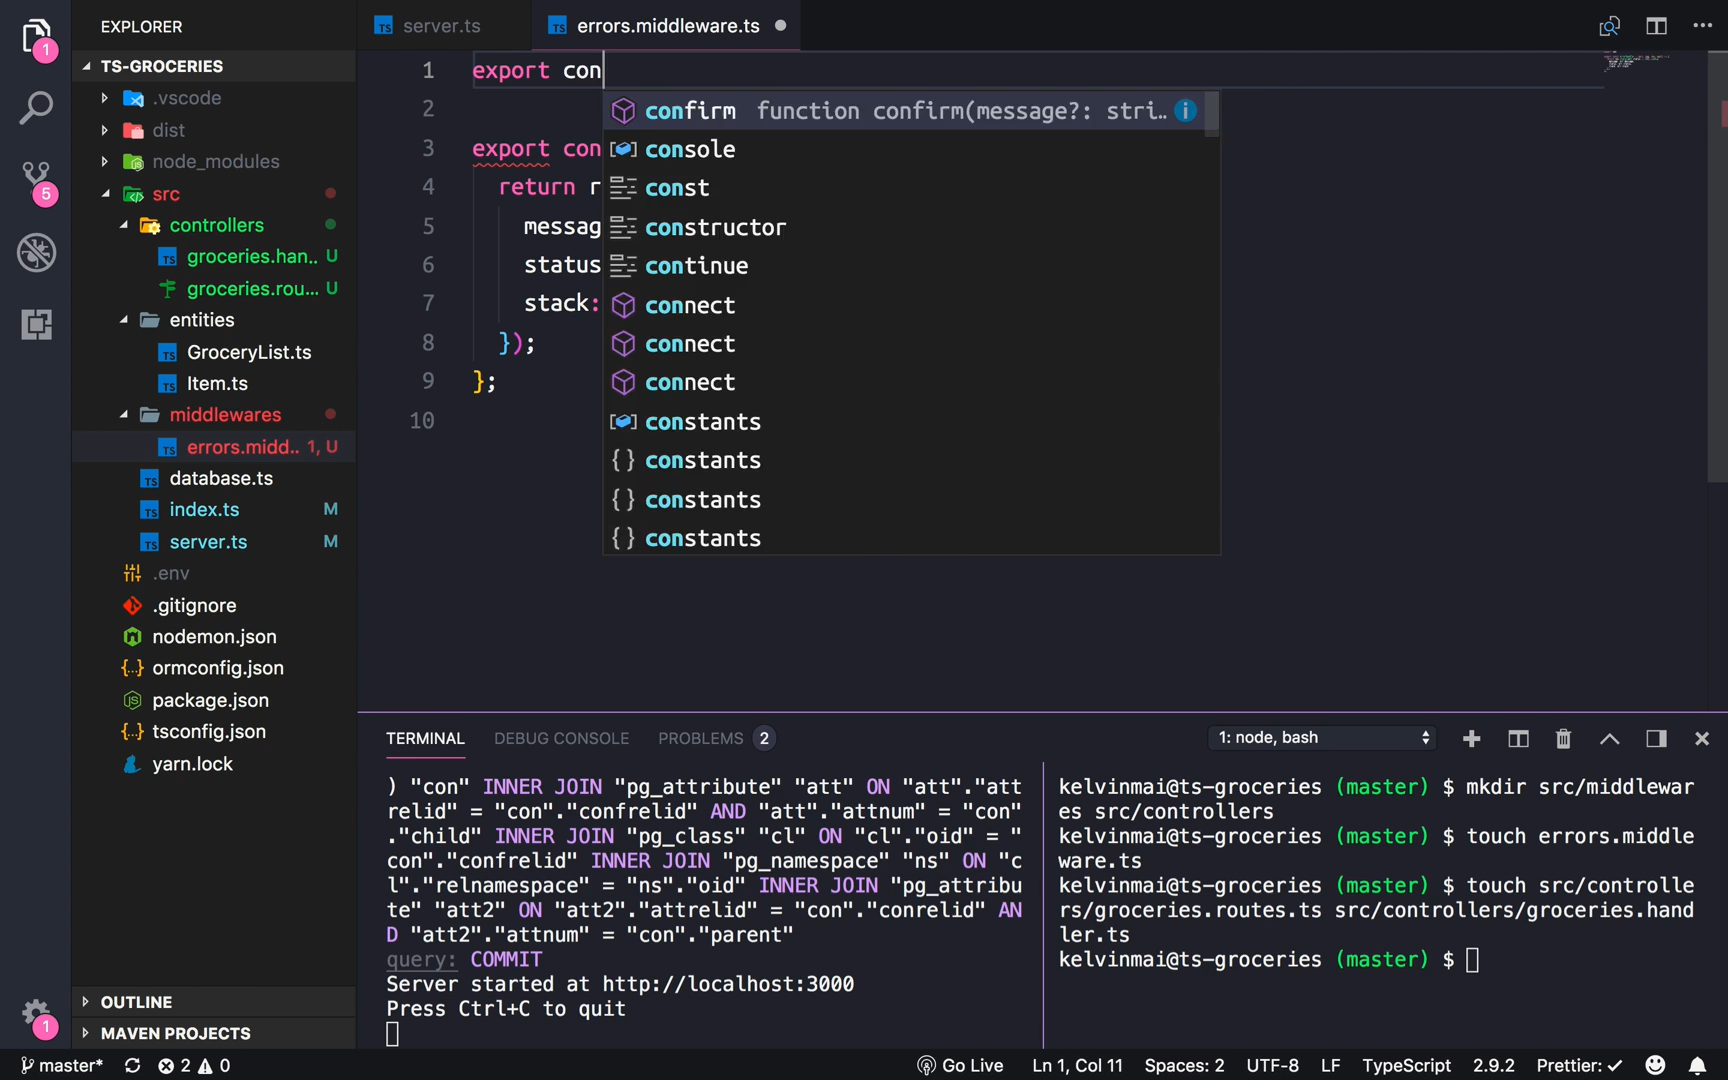 EXPLORER
TS-GROCERIES
.vscode
dist
node_modules
src
controllers
groceries.han.. U
groceries.rou... U
entities
GroceryList.ts
Item.ts
middlewares
errors.midd.. 1, U
database.ts
index.ts M
server.ts M
.env
.gitignore
nodemon.json
ormconfig.json
package.json
tsconfig.json
yarn.lock
OUTLINE
MAVEN PROJECTS
1
5
1
server.ts
errors.middleware.ts
1 export con
2
3 export con
4 return r
5 messag
6 status
7 stack:
8 });
9 };
10
confirm function confirm(message?: stri…
console
const
constructor
continue
connect
connect
connect
constants
constants
constants
constants
TERMINAL DEBUG CONSOLE PROBLEMS 2
1: node, bash
) "con" INNER JOIN "pg_attribute" "att" ON "att"."att
relid" = "con"."confrelid" AND "att"."attnum" = "con"
."child" INNER JOIN "pg_class" "cl" ON "cl"."oid" = "
con"."confrelid" INNER JOIN "pg_namespace" "ns" ON "c
l"."relnamespace" = "ns"."oid" INNER JOIN "pg_attribu
te" "att2" ON "att2"."attrelid" = "con"."conrelid" AN
D "att2"."attnum" = "con"."parent"
query: COMMIT
Server started at http://localhost:3000
Press Ctrl+C to quit
kelvinmai@ts-groceries (master) $ mkdir src/middlewar
es src/controllers
kelvinmai@ts-groceries (master) $ touch errors.middle
ware.ts
kelvinmai@ts-groceries (master) $ touch src/controlle
rs/groceries.routes.ts src/controllers/groceries.hand
ler.ts
kelvinmai@ts-groceries (master) $
master* 2 0
Go Live Ln 1, Col 11 Spaces: 2 UTF-8 LF TypeScript 2.9.2 Prettier: ✓